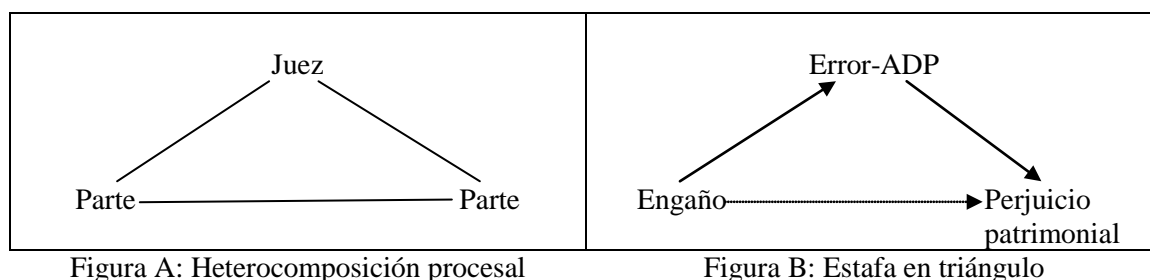 Juez
Parte Parte
Figura A: Heterocomposición procesal
Error-ADP
Engaño Perjuicio
patrimonial
Figura B: Estafa en triángulo